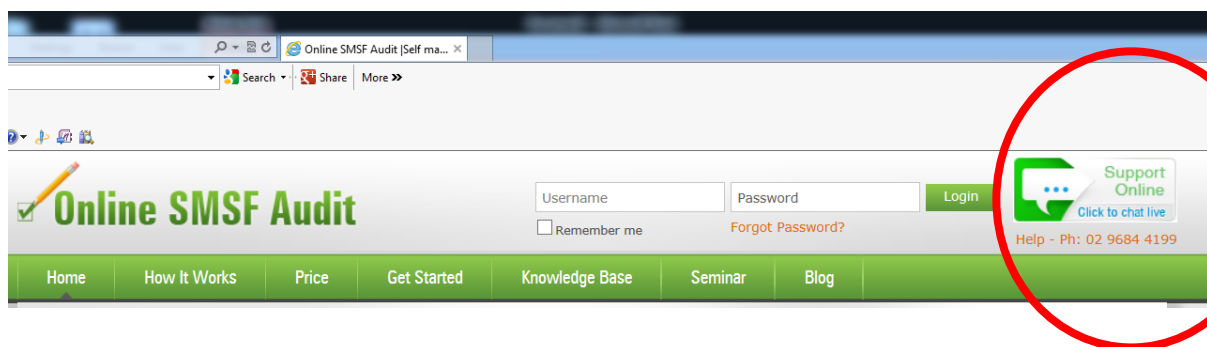 Online SMSF Audit |Self ma...
Search
Share
More »
Online SMSF Audit
Username
Password
Login
Remember me
Forgot Password?
Support
Online
Click to chat live
Help - Ph: 02 9684 4199
Home
How It Works
Price
Get Started
Knowledge Base
Seminar
Blog